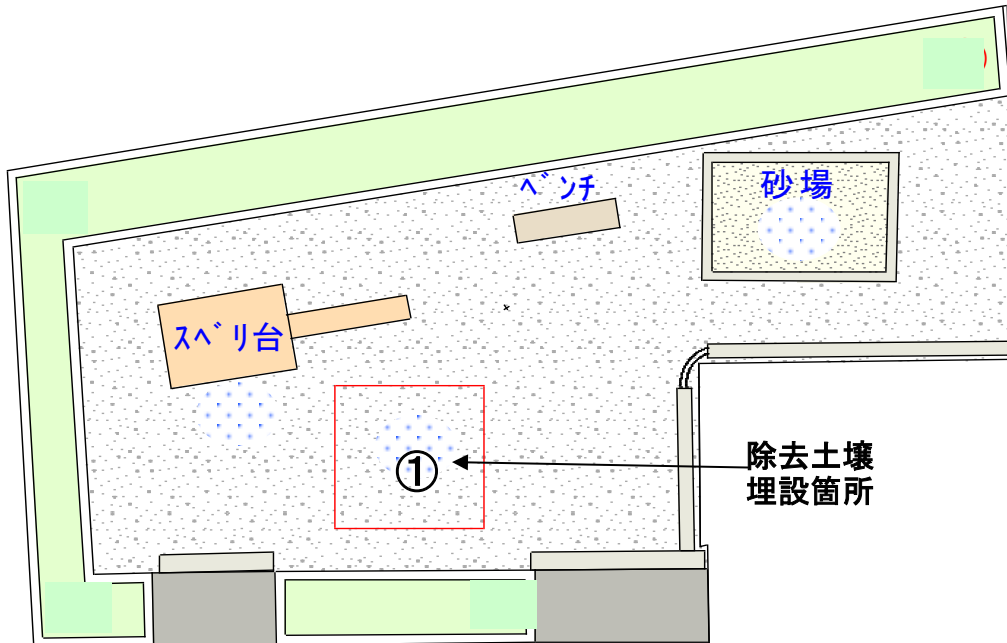 ﾍﾞﾝﾁ
砂場
ｽﾍﾞﾘ台
①
除去土壌
埋設箇所